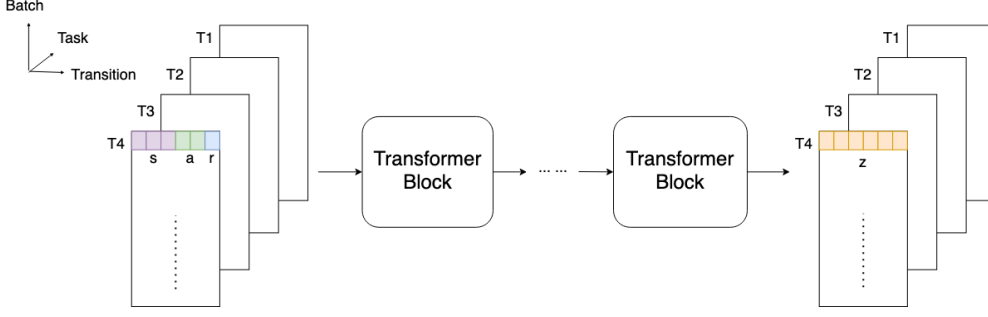 Batch
Task
Transition
T1
T2
T3
T4
s a r
Transformer
Block
... ...
Transformer
Block
T1
T2
T3
T4
z